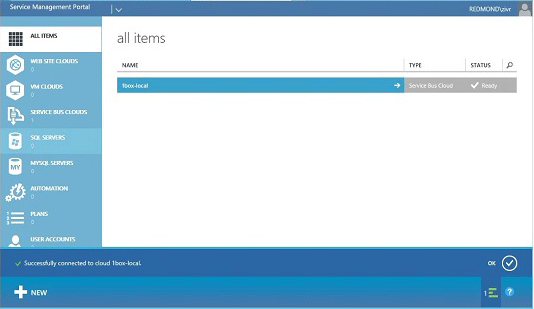 Service Management Portal
REDMOND\zivr
ALL ITEMS
WEB SITE CLOUDS
0
VM CLOUDS
0
SERVICE BUS CLOUDS
1
SQL SERVERS
0
MYSQL SERVERS
0
AUTOMATION
0
PLANS
0
USER ACCOUNTS
all items
NAME TYPE STATUS
1box-local Service Bus Cloud Ready
Successfully connected to cloud 1box-local. OK
NEW 1 ?